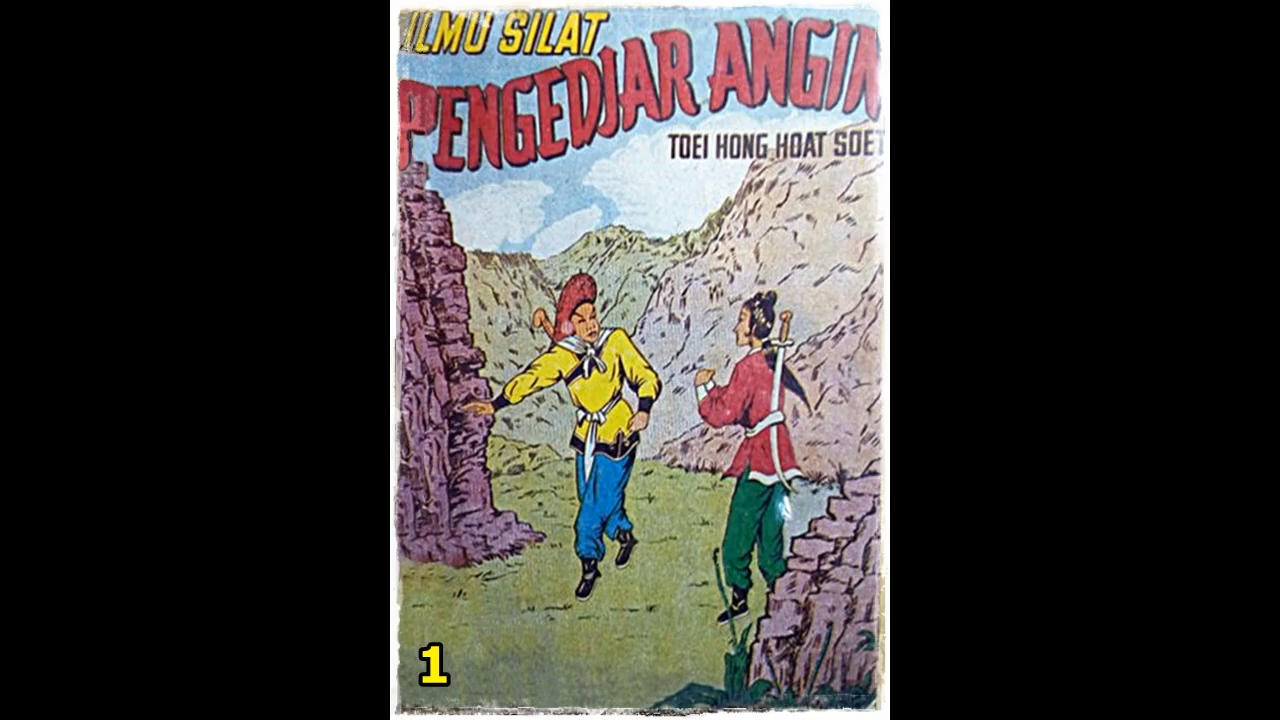 ILMU SILAT
PENGEDJAR ANGIN
TOEI HONG HOAT SOET
1